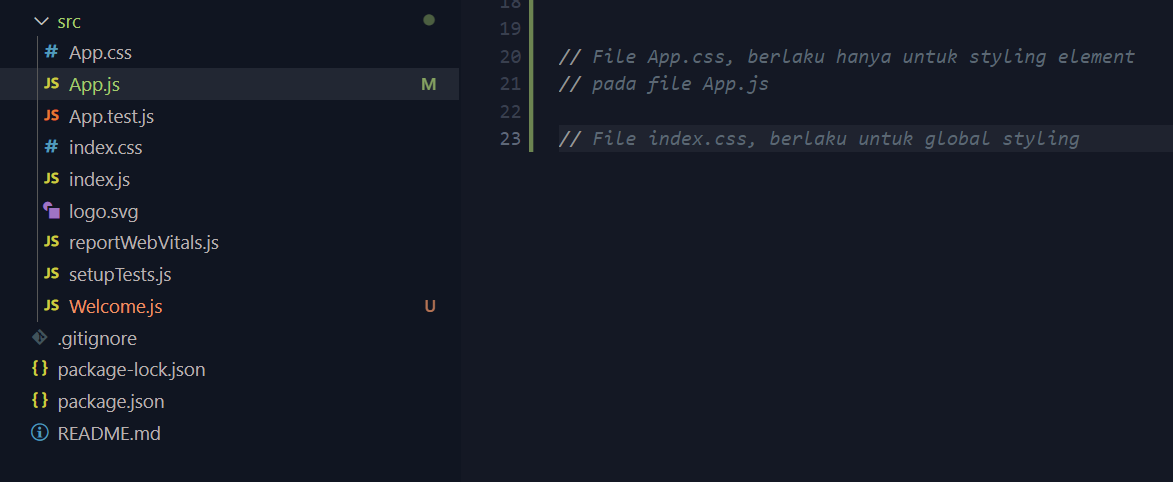 src
# App.css
JS App.js M
JS App.test.js
# index.css
JS index.js
logo.svg
JS reportWebVitals.js
JS setupTests.js
JS Welcome.js U
.gitignore
{} package-lock.json
{} package.json
README.md
18
19
20 // File App.css, berlaku hanya untuk styling element
21 // pada file App.js
22
23 // File index.css, berlaku untuk global styling